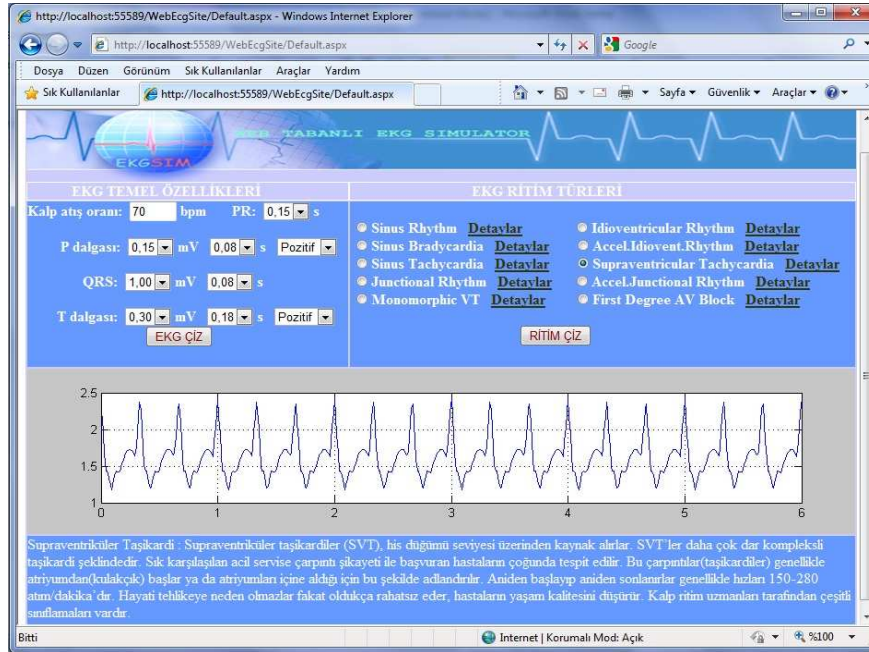 http://localhost:55589/WebEcgSite/Default.aspx - Windows Internet Explorer
http://localhost:55589/WebEcgSite/Default.aspx
Google
Dosya Düzen Görünüm Sık Kullanılanlar Araçlar Yardım
Sık Kullanılanlar http://localhost:55589/WebEcgSite/Default.aspx Sayfa Güvenlik Araçlar
WEB TABANLI EKG SIMULATOR
EKGSIM
EKG TEMEL ÖZELLİKLERİ
Kalp atış oranı: 70 bpm PR: 0,15 s
P dalgası: 0,15 mV 0,08 s Pozitif
QRS: 1,00 mV 0,08 s
T dalgası: 0,30 mV 0,18 s Pozitif
EKG ÇİZ
EKG RİTİM TÜRLERİ
Sinus Rhythm Detaylar Idioventricular Rhythm Detaylar
Sinus Bradycardia Detaylar Accel.Idiovent.Rhythm Detaylar
Sinus Tachycardia Detaylar Supraventricular Tachycardia Detaylar
Junctional Rhythm Detaylar Accel.Junctional Rhythm Detaylar
Monomorphic VT Detaylar First Degree AV Block Detaylar
RİTİM ÇİZ
2.5
2
1.5
1
0 1 2 3 4 5 6
Supraventriküler Taşikardi : Supraventriküler taşikardiler (SVT), his düğümü seviyesi üzerinden kaynak alırlar. SVT'ler daha çok dar kompleksli
taşikardi şeklindedir. Sık karşılaşılan acil servise çarpıntı şikayeti ile başvuran hastaların çoğunda tespit edilir. Bu çarpıntılar(taşikardiler) genellikle
atriyumdan(kulakçık) başlar ya da atriyumları içine aldığı için bu şekilde adlandırılır. Aniden başlayıp aniden sonlanırlar genellikle hızları 150-280
atım/dakika'dır. Hayati tehlikeye neden olmazlar fakat oldukça rahatsız eder, hastaların yaşam kalitesini düşürür. Kalp ritim uzmanları tarafından çeşitli
sınıflamaları vardır.
Bitti Internet | Korumalı Mod: Açık %100